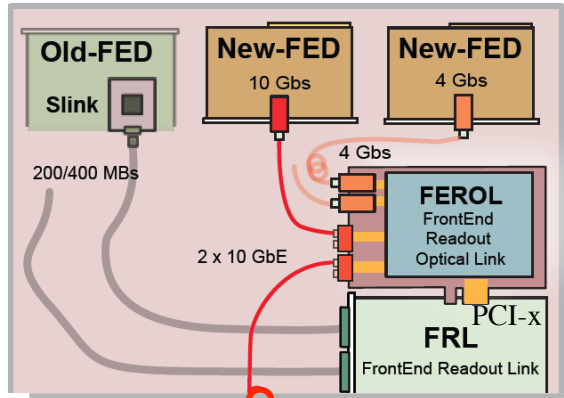 Old-FED
Slink
New-FED
10 Gbs
New-FED
4 Gbs
200/400 MBs
4 Gbs
2 x 10 GbE
FEROL
FrontEnd
Readout
Optical Link
PCI-x
FRL
FrontEnd Readout Link